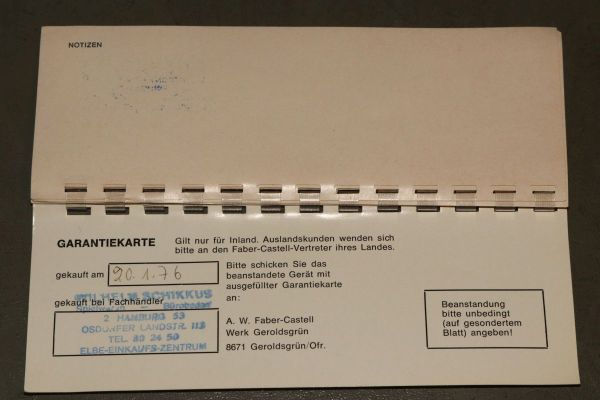 NOTIZEN
GARANTIEKARTE
Gilt nur für Inland. Auslandskunden wenden sich
bitte an den Faber-Castell-Vertreter ihres Landes.
gekauft am
20.1.76
gekauft bei Fachhändler
WILHELM SCHIKKUS
Bürobedarf
2 HAMBURG 53
OSDORFER LANDSTR. 113
TEL. 80 24 50
ELBE-EINKAUFS-ZENTRUM
Bitte schicken Sie das
beanstandete Gerät mit
ausgefüllter Garantiekarte
an:
A. W. Faber-Castell
Werk Geroldsgrün
8671 Geroldsgrün/Ofr.
Beanstandung
bitte unbedingt
(auf gesondertem
Blatt) angeben!